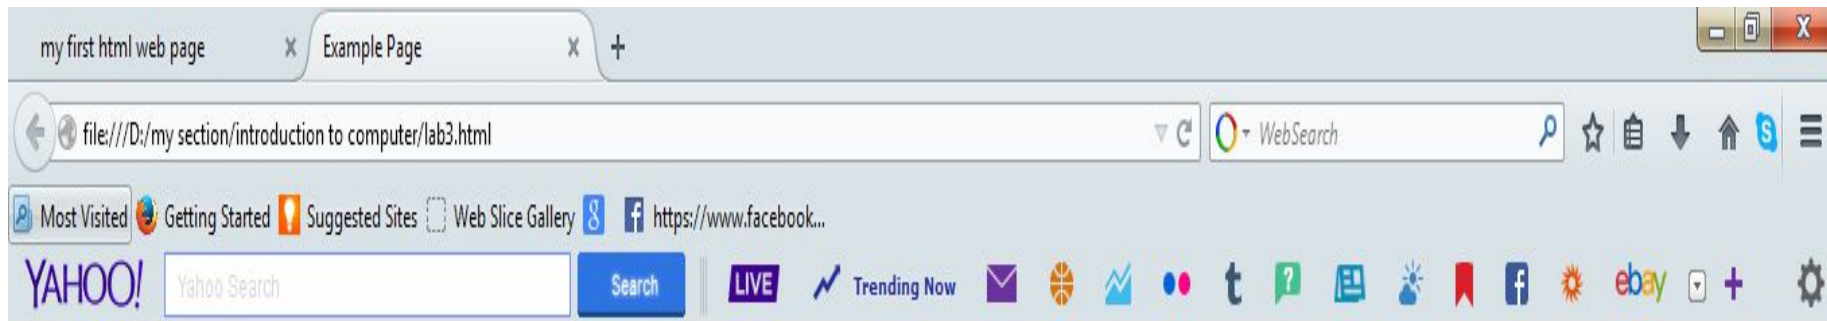 my first html web page Example Page
file:///D:/my section/introduction to computer/lab3.html WebSearch
Most Visited Getting Started Suggested Sites Web Slice Gallery 8 f https://www.facebook...
YAHOO! Yahoo Search Search LIVE Trending Now t ? f ebay